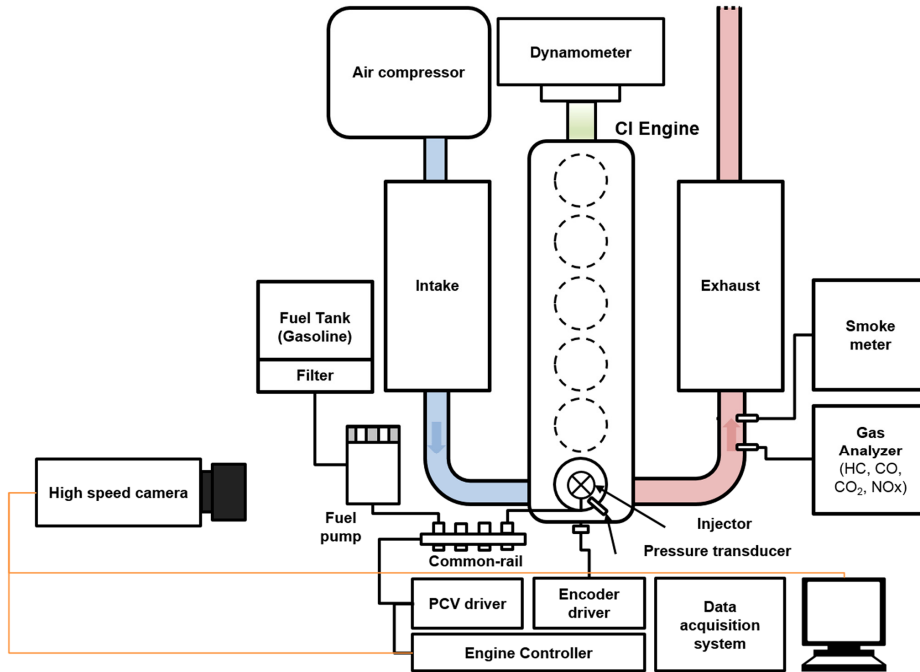 Air compressor
Dynamometer
CI Engine
Intake
Exhaust
Fuel Tank
(Gasoline)
Filter
Smoke
meter
Gas
Analyzer
(HC, CO,
CO₂, NOx)
High speed camera
Fuel
pump
Injector
Pressure transducer
Common-rail
PCV driver
Encoder
driver
Data
acquisition
system
Engine Controller